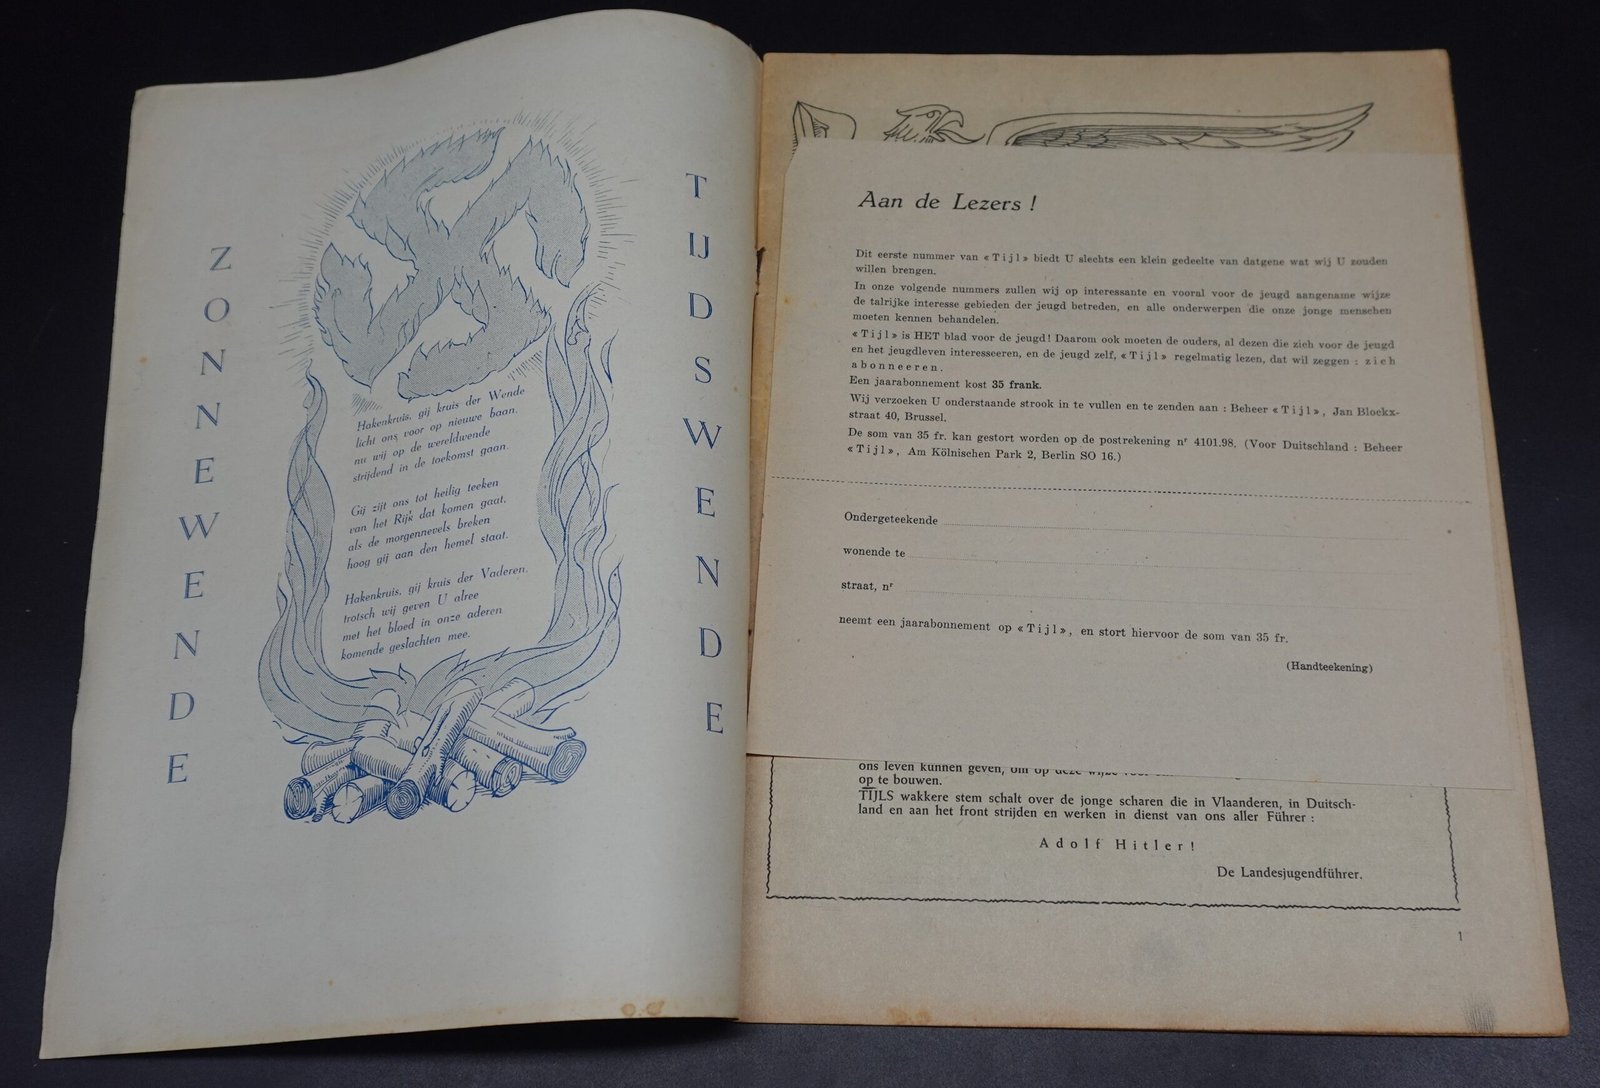 ZONNEWENDE
TIJDSWENDE
Hakenkruis, gij kruis der Wende
licht ons voor op nieuwe baan,
nu wij op de wereldwende
strijdend in de toekomst gaan.
Gij zijt ons tot heilig teeken
van het Rijk dat komen gaat,
als de morgennevels breken
hoog gij aan den hemel staat.
Hakenkruis, gij kruis der Vaderen,
trotsch wij geven U alree
met het bloed in onze aderen
komende geslachten mee.
Aan de Lezers !
Dit eerste nummer van « Tijl » biedt U slechts een klein gedeelte van datgene wat wij U zouden
willen brengen.
In onze volgende nummers zullen wij op interessante en vooral voor de jeugd aangename wijze
de talrijke interesse gebieden der jeugd betreden, en alle onderwerpen die onze jonge menschen
moeten kennen behandelen.
« Tijl » is HET blad voor de jeugd! Daarom ook moeten de ouders, al dezen die zich voor de jeugd
en het jeugdleven interesseeren, en de jeugd zelf, « Tijl » regelmatig lezen, dat wil zeggen : zich
abonneeren.
Een jaarabonnement kost 35 frank.
Wij verzoeken U onderstaande strook in te vullen en te zenden aan : Beheer « Tijl », Jan Blockx-
straat 40, Brussel.
De som van 35 fr. kan gestort worden op de postrekening nr 4101.98. (Voor Duitschland : Beheer
« Tijl », Am Kölnischen Park 2, Berlin SO 16.)
Ondergeteekende
wonende te
straat, nr
neemt een jaarabonnement op « Tijl », en stort hiervoor de som van 35 fr.
(Handteekening)
ons leven kunnen geven, om op deze wijze
op te bouwen.
TIJLS wakkere stem schalt over de jonge scharen die in Vlaanderen, in Duitsch-
land en aan het front strijden en werken in dienst van ons aller Führer :
Adolf Hitler !
De Landesjugendführer.
1